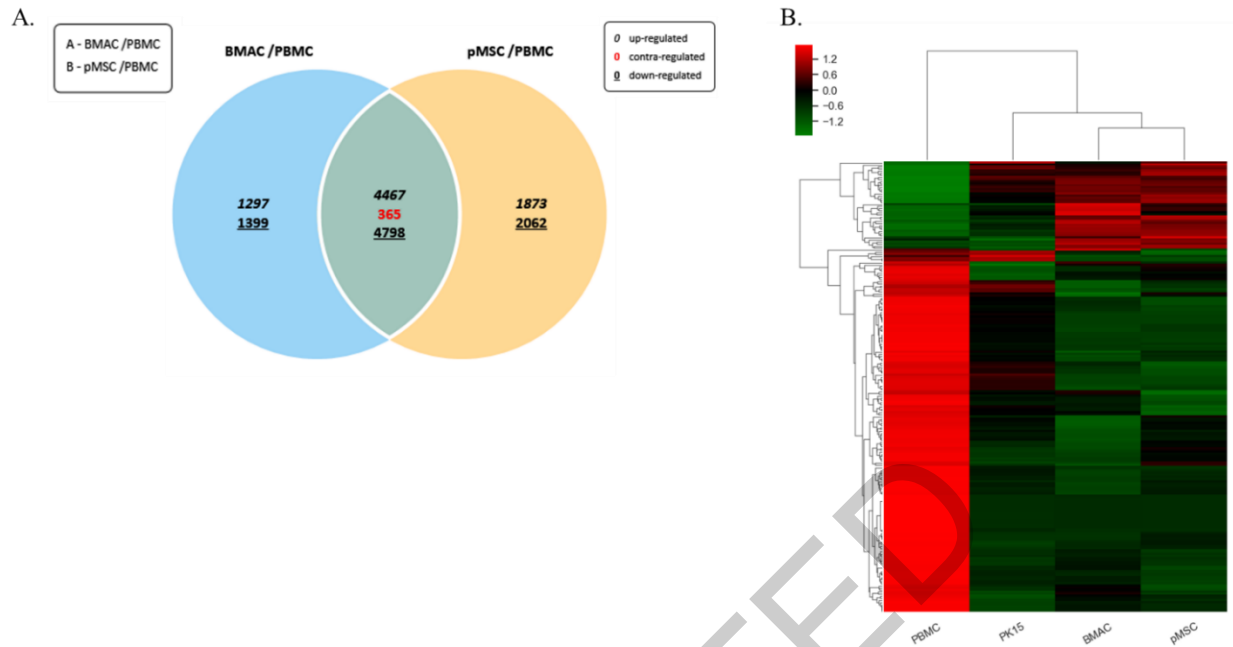 A.
A - BMAC /PBMC
B - pMSC /PBMC
BMAC /PBMC
pMSC /PBMC
0 up-regulated
0 contra-regulated
0 down-regulated
1297
1399
4467
365
4798
1873
2062
B.
1.2
0.6
0.0
−0.6
−1.2
PBMC
PK15
BMAC
pMSC
TED